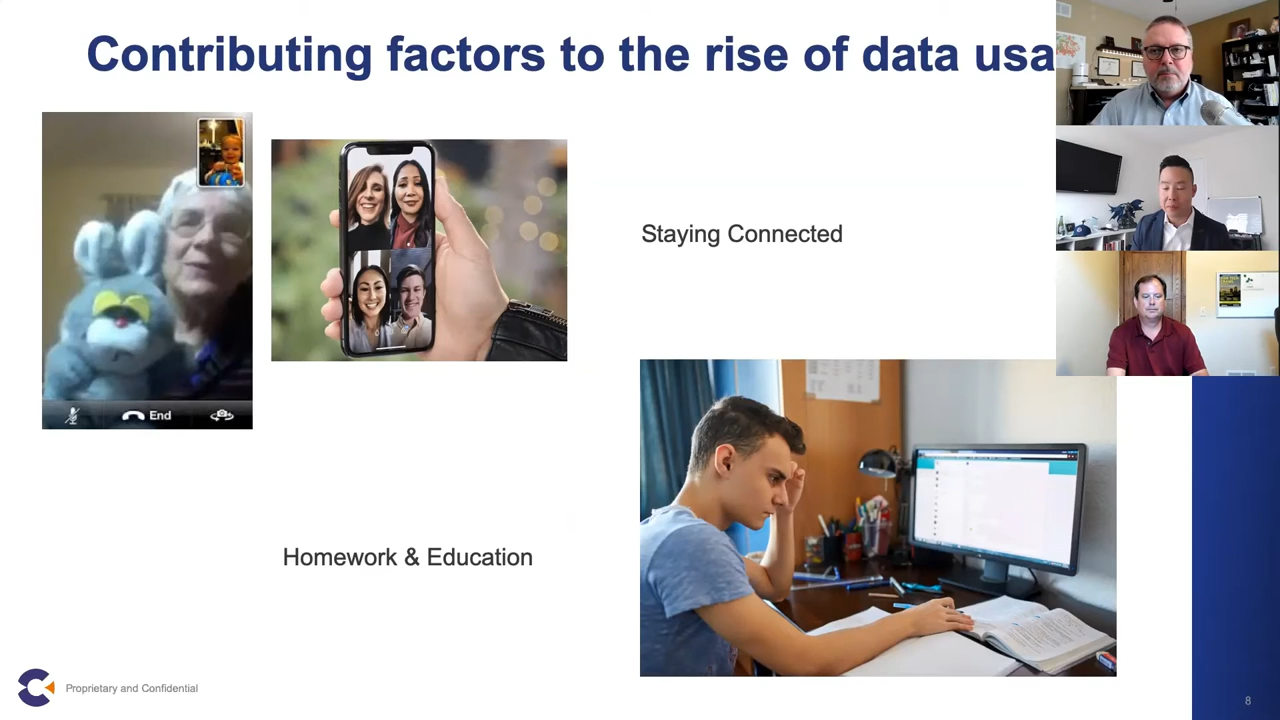 Contributing factors to the rise of data usa
Staying Connected
End
Homework & Education
Proprietary and Confidential
8